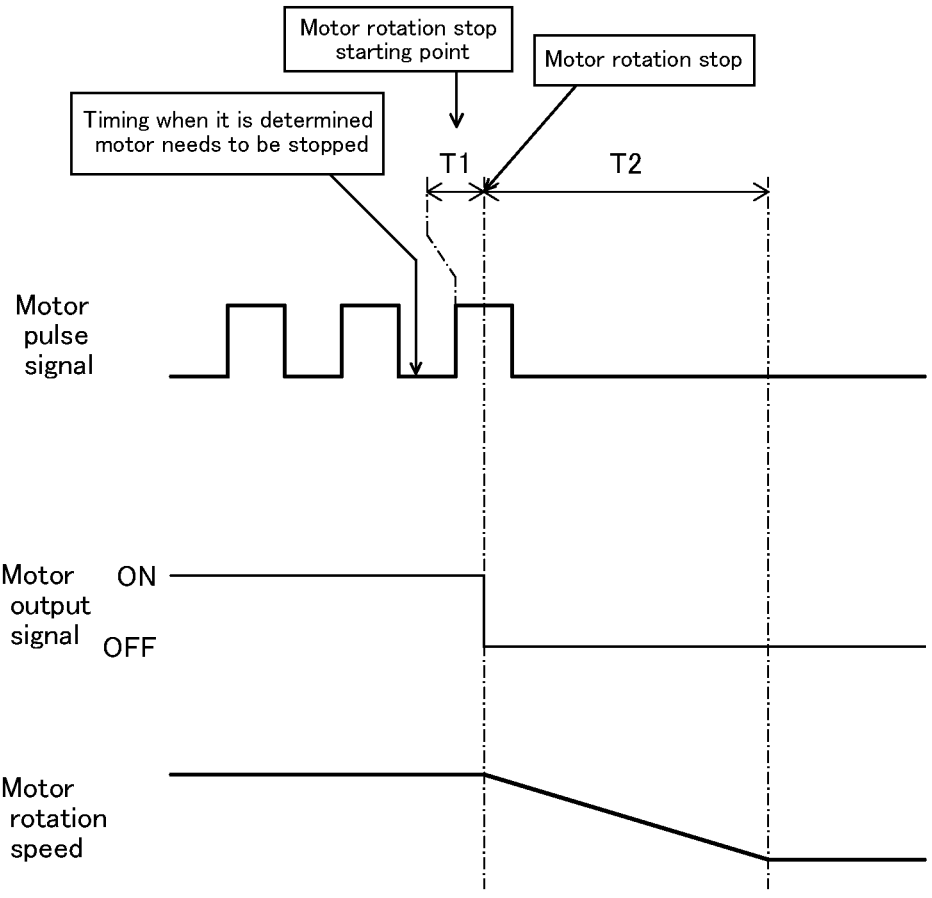 Motor rotation stop
starting point
Motor rotation stop
Timing when it is determined
motor needs to be stopped
T1
T2
Motor
pulse
signal
Motor
output
signal
ON
OFF
Motor
rotation
speed